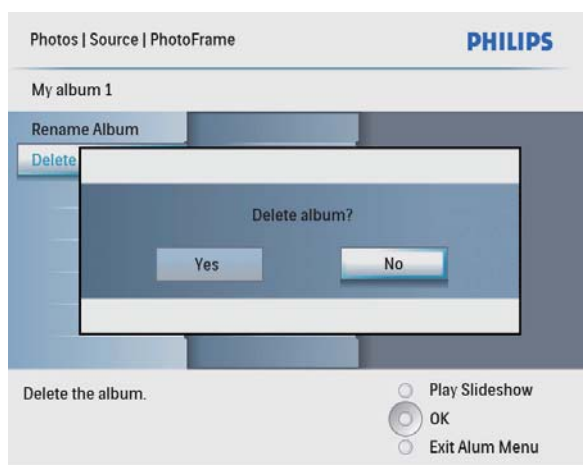 Photos | Source | PhotoFrame
PHILIPS
My album 1
Rename Album
Delete
Delete album?
Yes
No
Delete the album.
Play Slideshow
OK
Exit Alum Menu